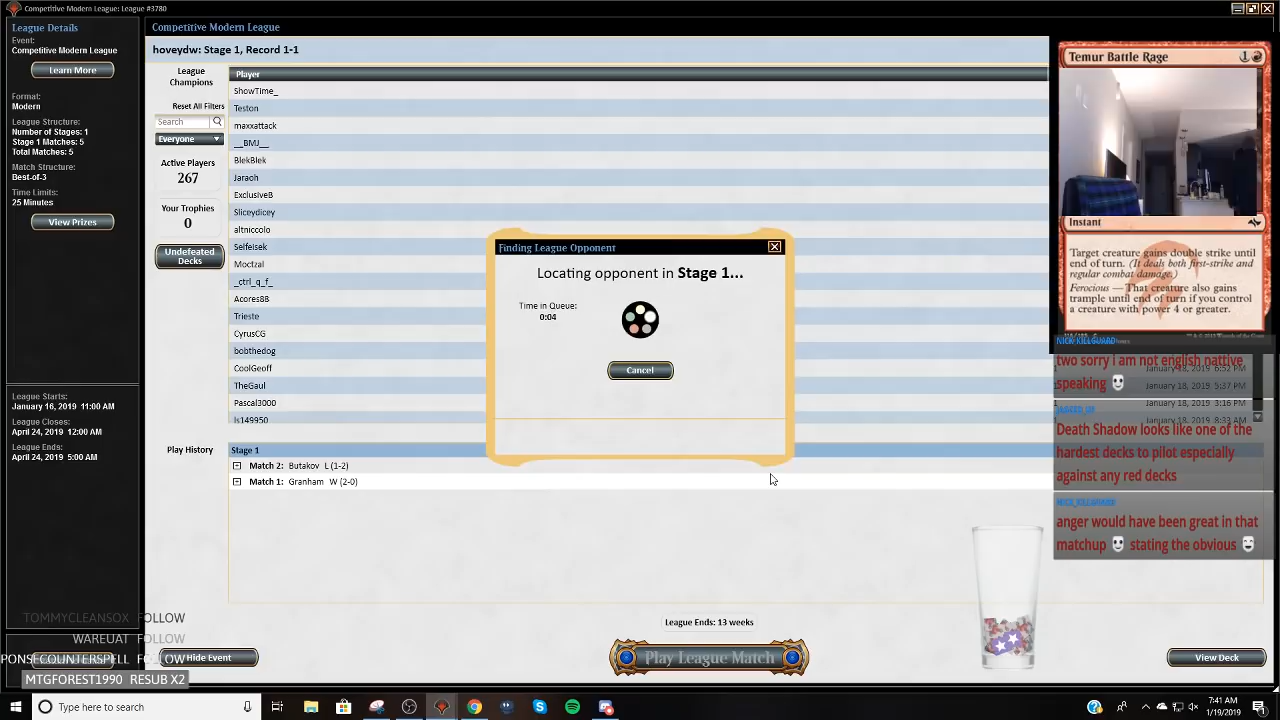 Competitive Modern League: League #3780
League Details
Event:
Competitive Modern League
Learn More
Format:
Modern
League Structure:
Number of Stages: 1
Stage 1 Matches: 5
Total Matches: 5
Match Structure:
Best-of-3
Time Limits:
25 Minutes
View Prizes
League Starts:
January 16, 2019 11:00 AM
League Closes:
April 24, 2019 12:00 AM
League Ends:
April 24, 2019 5:00 AM
Competitive Modern League
hoveydw: Stage 1, Record 1-1
League
Champions
Reset All Filters
Search
Everyone
Active Players
267
Your Trophies
0
Undefeated
Decks
Player
ShowTime_
Teston
maxxattack
__BMJ__
BlekBlek
Jaraoh
ExclusiveB
Sliceydicey
altniccolo
Selfeisek
Moctzal
_ctrl_q_f_
Acores88
Trieste
CyrusCG
bobthedog
CoolGeoff
TheGaul
Pascal3000
ls149950
Finding League Opponent
Locating opponent in Stage 1...
Time in Queue:
0:04
Cancel
Play History
Stage 1
Match 2: Butakov L (1-2)
Match 1: Granham W (2-0)
League Ends: 13 weeks
Play League Match
Hide Event
View Deck
Temur Battle Rage
1
Instant
Target creature gains double strike until
end of turn. (It deals both first-strike and
regular combat damage.)
Ferocious — That creature also gains
trample until end of turn if you control
a creature with power 4 or greater.
NICK_KILLGUARD
two sorry I am not english nattive
speaking
January 18, 2019 6:52 PM
January 18, 2019 5:37 PM
January 18, 2019 3:16 PM
January 18, 2019 8:33 AM
Death Shadow looks like one of the
hardest decks to pilot especially
against any red decks
NICK_KILLGUARD
anger would have been great in that
matchup stating the obvious
TOMMYCLEANSOX FOLLOW
WAREUAT FOLLOW
PONSECOUNTERSPELL FOLLOW
MTGFOREST1990 RESUB X2
Type here to search
7:41 AM
1/19/2019